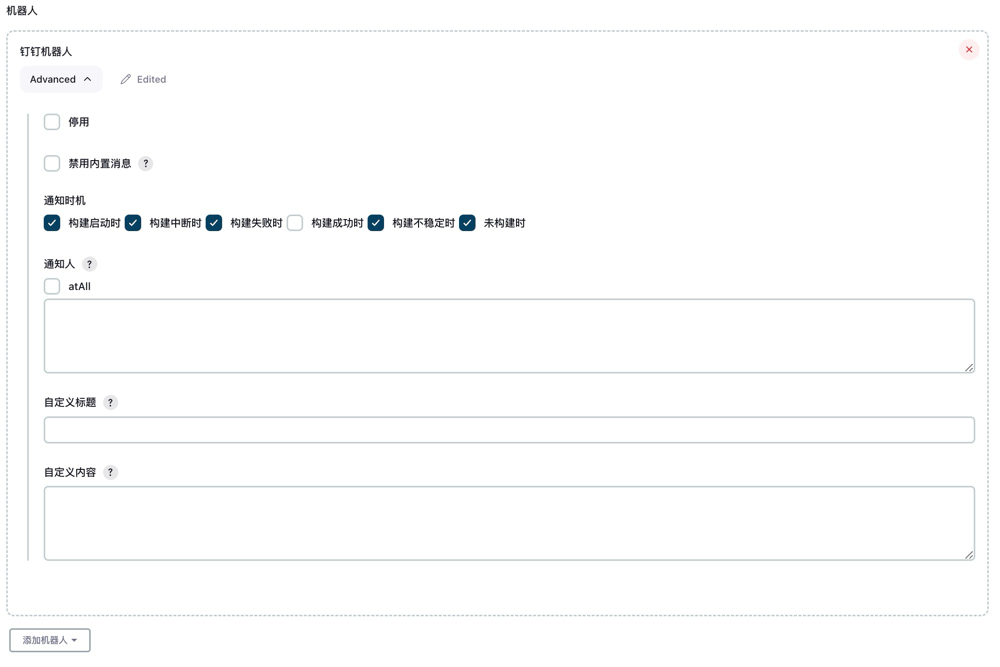 机器人
钉钉机器人
Advanced
Edited
停用
禁用内置消息 ?
通知时机
构建启动时 构建中断时 构建失败时 构建成功时 构建不稳定时 未构建时
通知人 ?
atAll
自定义标题 ?
自定义内容 ?
添加机器人